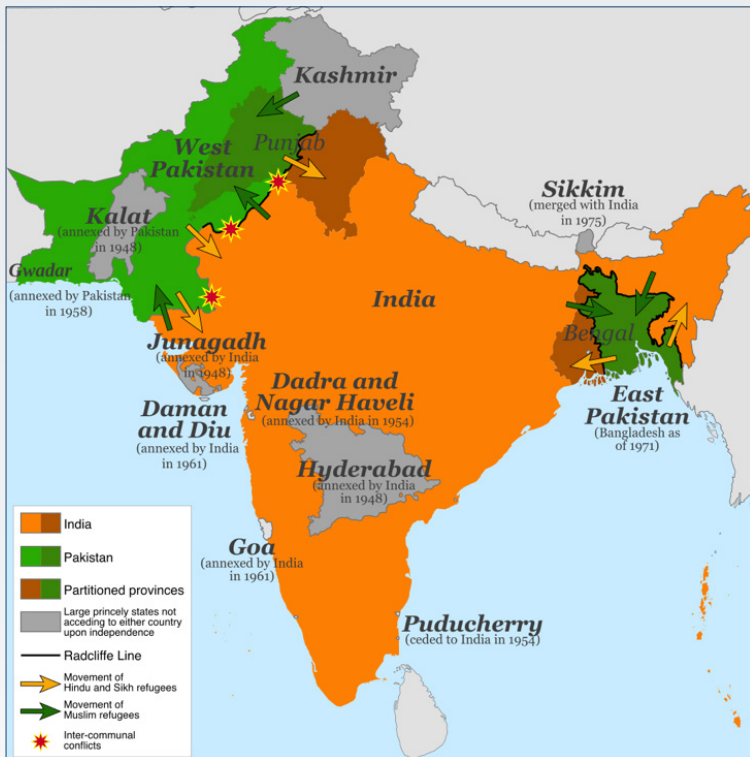 Kashmir
Punjab
West
Pakistan
Sikkim
(merged with India
in 1975)
Kalat
(annexed by Pakistan
in 1948)
Gwadar
(annexed by Pakistan
in 1958)
India
Bengal
Junagadh
(annexed by India
in 1948)
Dadra and
Nagar Haveli
(annexed by India in 1954)
East
Pakistan
(Bangladesh as
of 1971)
Daman
and Diu
(annexed by India
in 1961)
Hyderabad
(annexed by India
in 1948)
Goa
(annexed by India
in 1961)
Puducherry
(ceded to India in 1954)
India
Pakistan
Partitioned provinces
Large princely states not
acceding to either country
upon independence
Radcliffe Line
Movement of
Hindu and Sikh refugees
Movement of
Muslim refugees
Inter-communal
conflicts